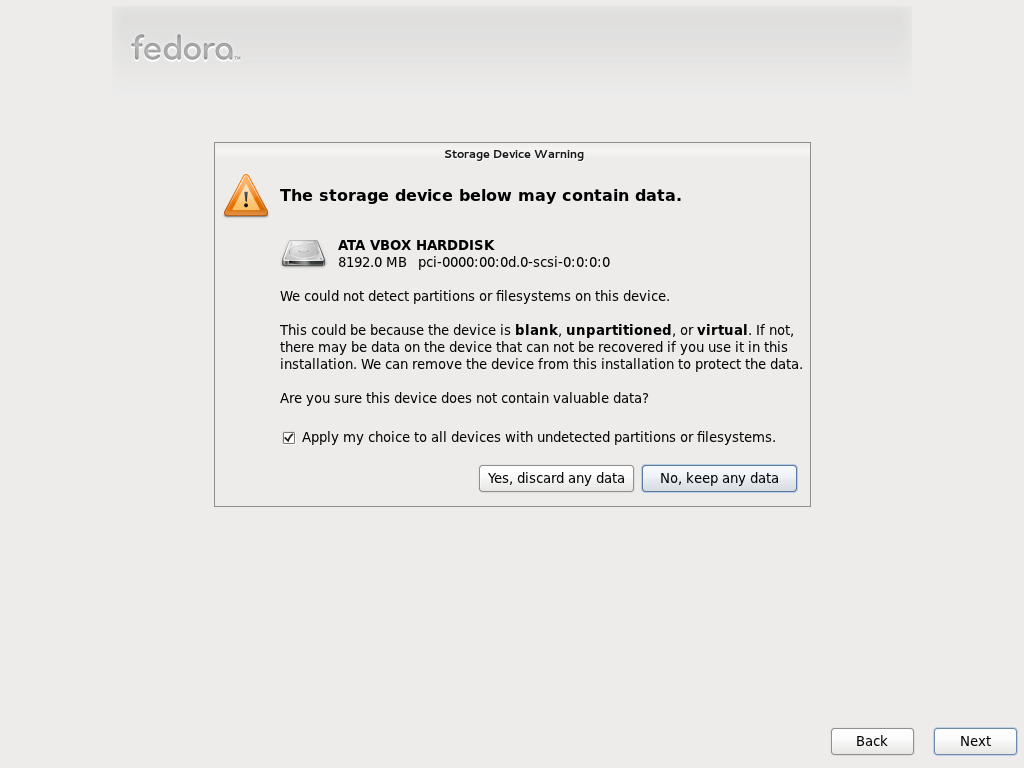 fedora™
Storage Device Warning
The storage device below may contain data.
ATA VBOX HARDDISK
8192.0 MB pci-0000:00:0d.0-scsi-0:0:0:0
We could not detect partitions or filesystems on this device.
This could be because the device is blank, unpartitioned, or virtual. If not,
there may be data on the device that can not be recovered if you use it in this
installation. We can remove the device from this installation to protect the data.
Are you sure this device does not contain valuable data?
Apply my choice to all devices with undetected partitions or filesystems.
Yes, discard any data
No, keep any data
Back
Next